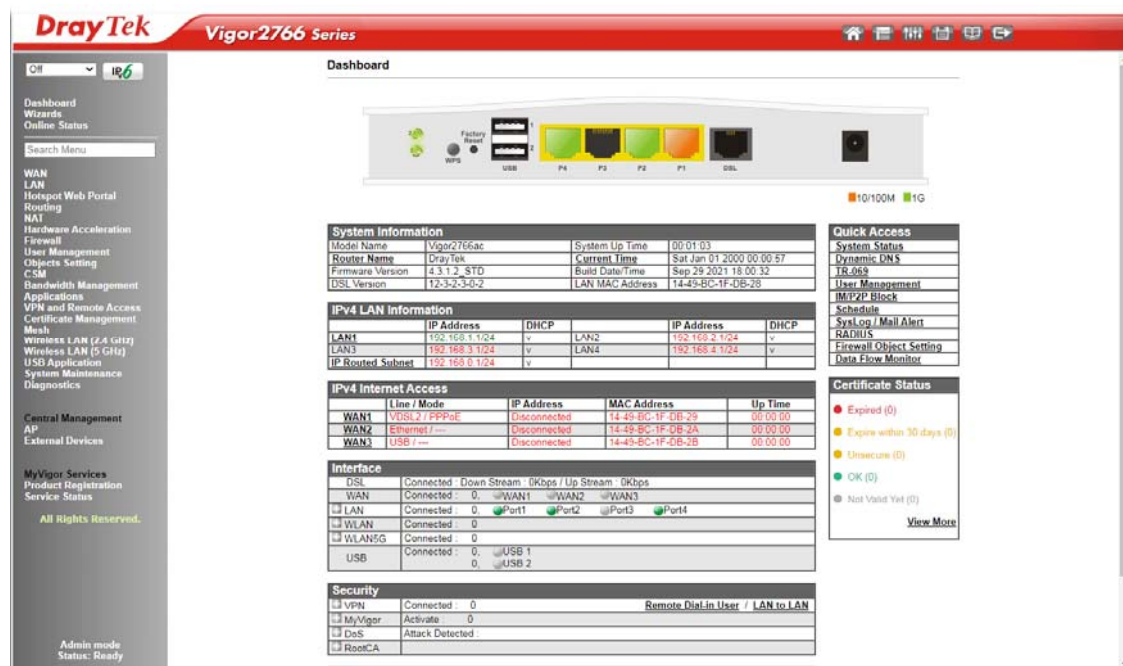 DrayTek
Vigor2766 Series
Off
IPv6
Dashboard
Wizards
Online Status
Search Menu
WAN
LAN
Hotspot Web Portal
Routing
NAT
Hardware Acceleration
Firewall
User Management
Objects Setting
CSM
Bandwidth Management
Applications
VPN and Remote Access
Certificate Management
Mesh
Wireless LAN (2.4 GHz)
Wireless LAN (5 GHz)
USB Application
System Maintenance
Diagnostics
Central Management
AP
External Devices
MyVigor Services
Product Registration
Service Status
All Rights Reserved.
Admin mode
Status: Ready
Dashboard
Factory
Reset
WPS
1
2
USB P4 P3 P2 P1 DSL
10/100M 1G
System Information
Model Name Vigor2766ac System Up Time 00:01:03
Router Name DrayTek Current Time Sat Jan 01 2000 00:00:57
Firmware Version 4.3.1.2_STD Build Date/Time Sep 29 2021 18:00:32
DSL Version 12-3-2-3-0-2 LAN MAC Address 14-49-BC-1F-DB-28
IPv4 LAN Information
IP Address DHCP IP Address DHCP
LAN1 192.168.1.1/24 v LAN2 192.168.2.1/24 v
LAN3 192.168.3.1/24 v LAN4 192.168.4.1/24 v
IP Routed Subnet 192.168.0.1/24 v
IPv4 Internet Access
Line / Mode IP Address MAC Address Up Time
WAN1 VDSL2 / PPPoE Disconnected 14-49-BC-1F-DB-29 00:00:00
WAN2 Ethernet / --- Disconnected 14-49-BC-1F-DB-2A 00:00:00
WAN3 USB / --- Disconnected 14-49-BC-1F-DB-2B 00:00:00
Interface
DSL Connected : Down Stream : 0Kbps / Up Stream : 0Kbps
WAN Connected : 0, WAN1 WAN2 WAN3
LAN Connected : 0, Port1 Port2 Port3 Port4
WLAN Connected : 0
WLAN5G Connected : 0
USB Connected : 0, USB 1
0, USB 2
Security
VPN Connected : 0 Remote Dial-in User / LAN to LAN
MyVigor Activate : 0
DoS Attack Detected :
RootCA
Quick Access
System Status
Dynamic DNS
TR-069
User Management
IM/P2P Block
Schedule
SysLog / Mail Alert
RADIUS
Firewall Object Setting
Data Flow Monitor
Certificate Status
Expired (0)
Expire within 30 days (0)
Unsecure (0)
OK (0)
Not Valid Yet (0)
View More